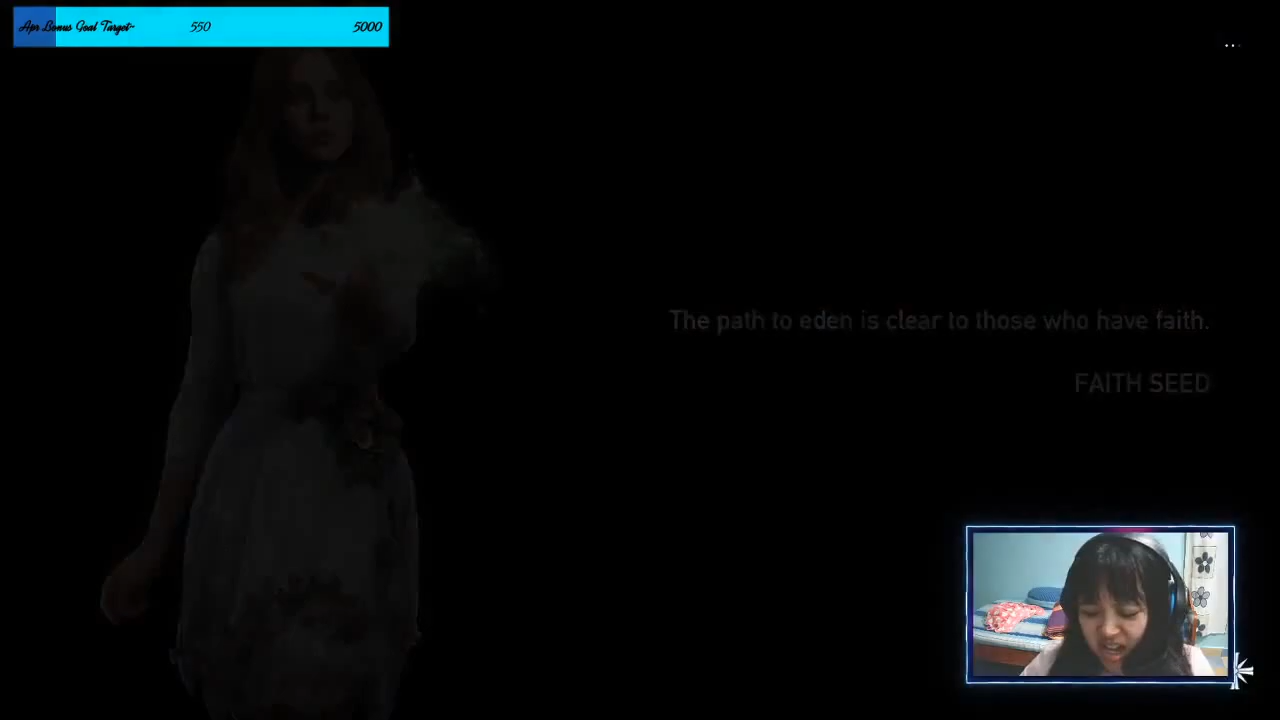 Apr Bonus Goal Target~ 550 5000
The path to eden is clear to those who have faith.
FAITH SEED